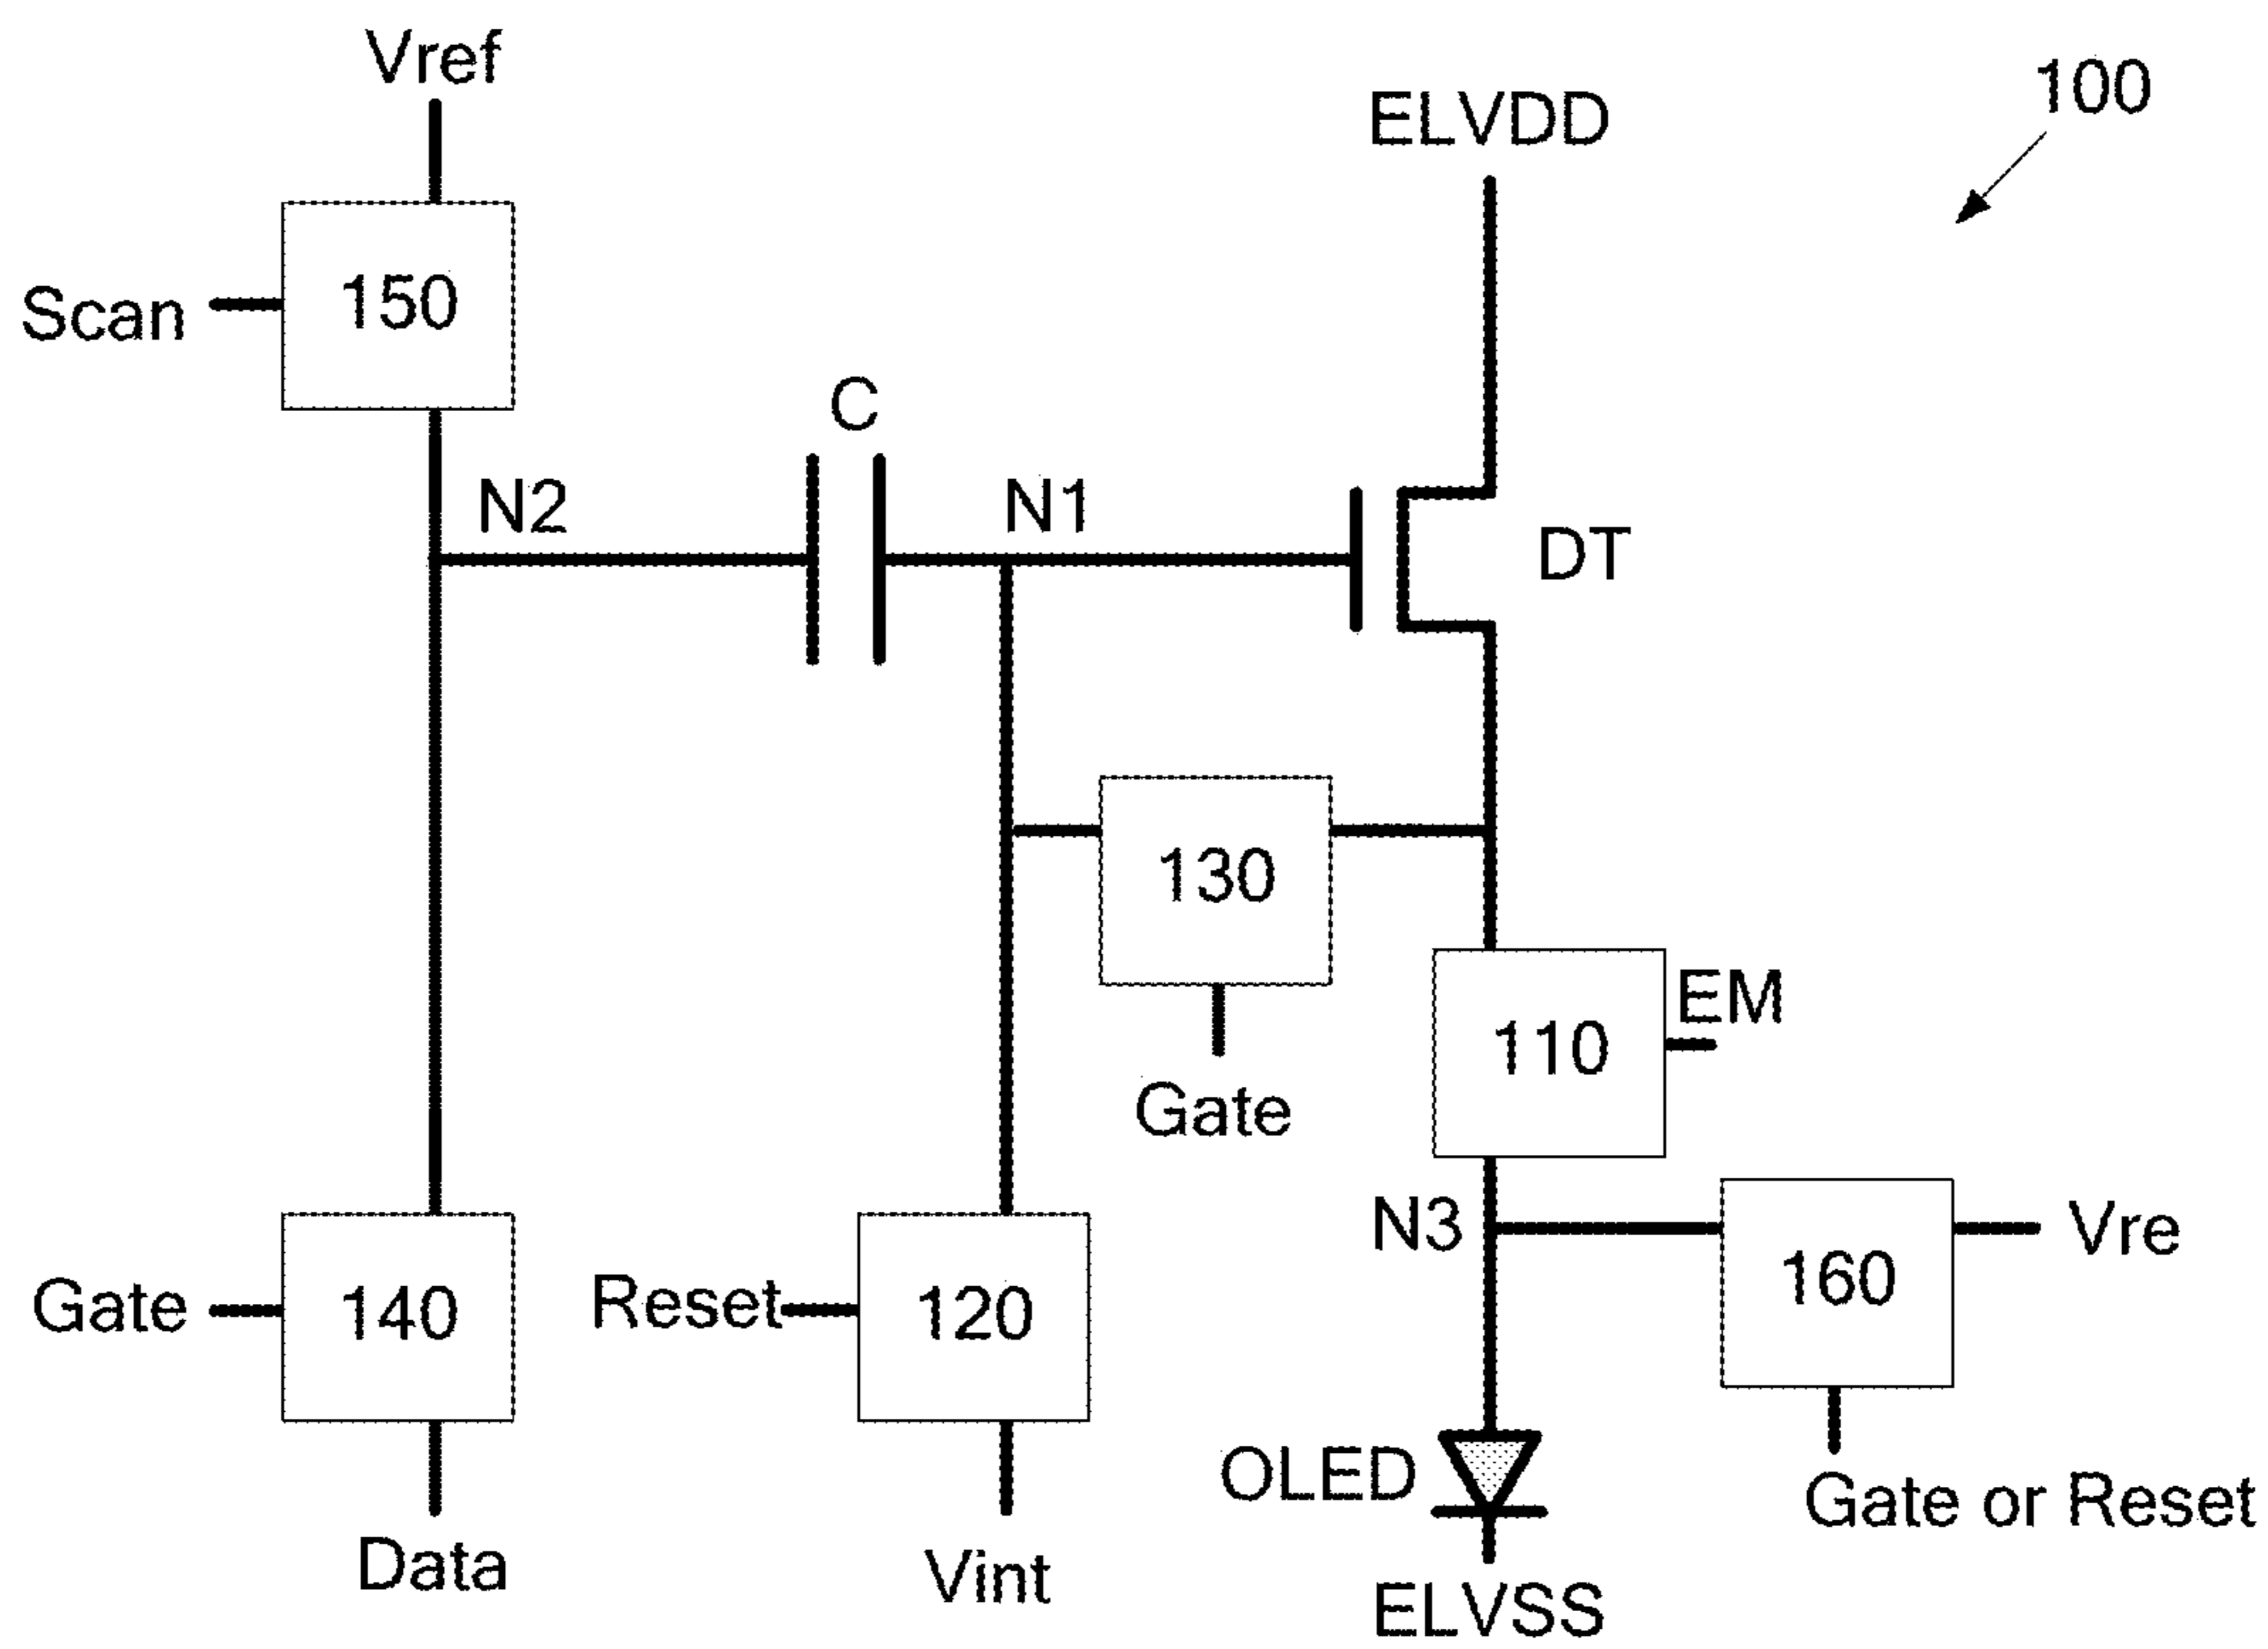 Vref
ELVDD
100
Scan
150
C
N2
N1
DT
130
EM
110
Gate
N3
Vre
160
Gate
140
Reset
120
OLED
Gate or Reset
Data
Vint
ELVSS